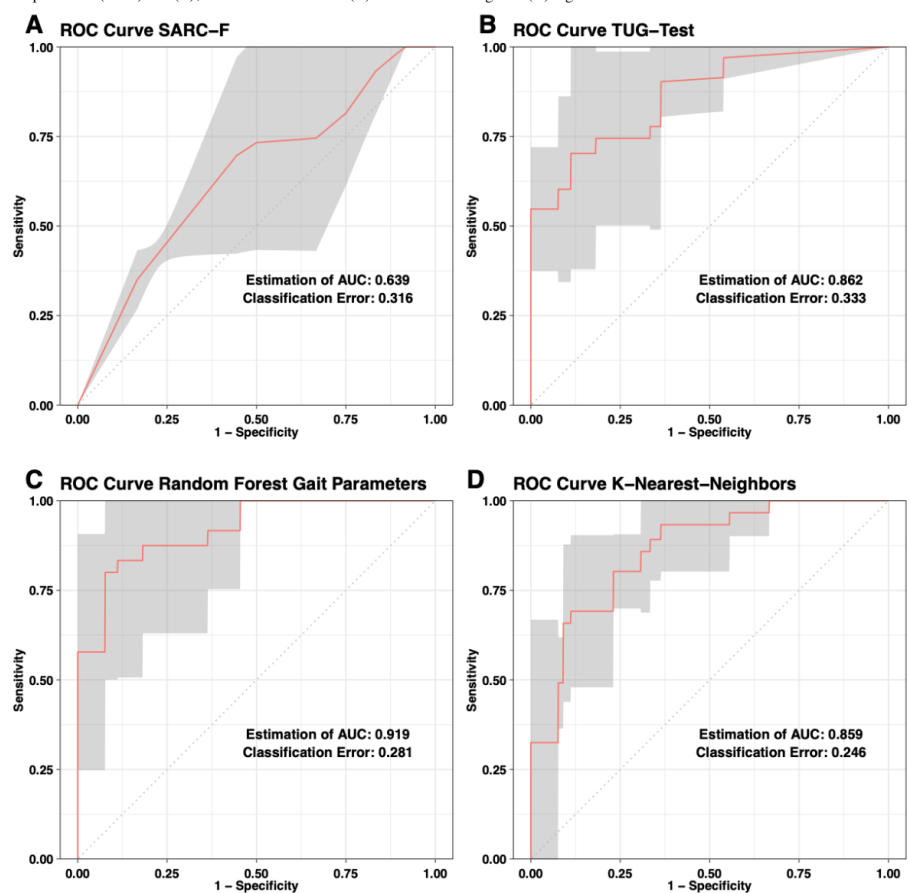 A ROC Curve SARC–F
1.00
0.75
0.50
0.25
0.00
Sensitivity
Estimation of AUC: 0.639
Classification Error: 0.316
0.00 0.25 0.50 0.75 1.00
1 – Specificity
B ROC Curve TUG–Test
1.00
0.75
0.50
0.25
0.00
Sensitivity
Estimation of AUC: 0.862
Classification Error: 0.333
0.00 0.25 0.50 0.75 1.00
1 – Specificity
C ROC Curve Random Forest Gait Parameters
1.00
0.75
0.50
0.25
0.00
Sensitivity
Estimation of AUC: 0.919
Classification Error: 0.281
0.00 0.25 0.50 0.75 1.00
1 – Specificity
D ROC Curve K–Nearest–Neighbors
1.00
0.75
0.50
0.25
0.00
Sensitivity
Estimation of AUC: 0.859
Classification Error: 0.246
0.00 0.25 0.50 0.75 1.00
1 – Specificity